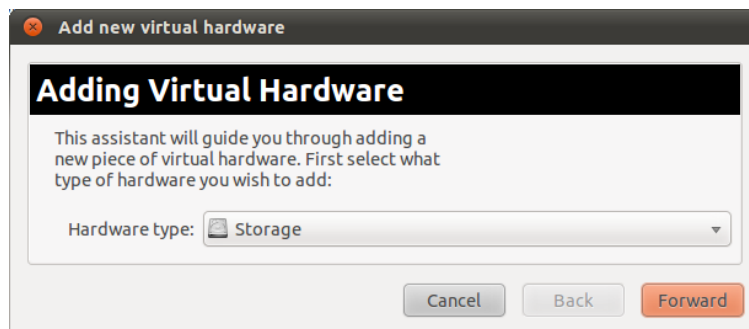 Add new virtual hardware
Adding Virtual Hardware
This assistant will guide you through adding a
new piece of virtual hardware. First select what
type of hardware you wish to add:
Hardware type: Storage
Cancel Back Forward